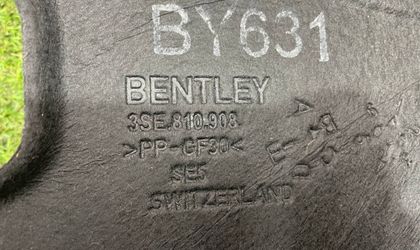 BY631
BENTLEY
3SE.810.908
>PP-GF30<
SE5
SWITZERLAND